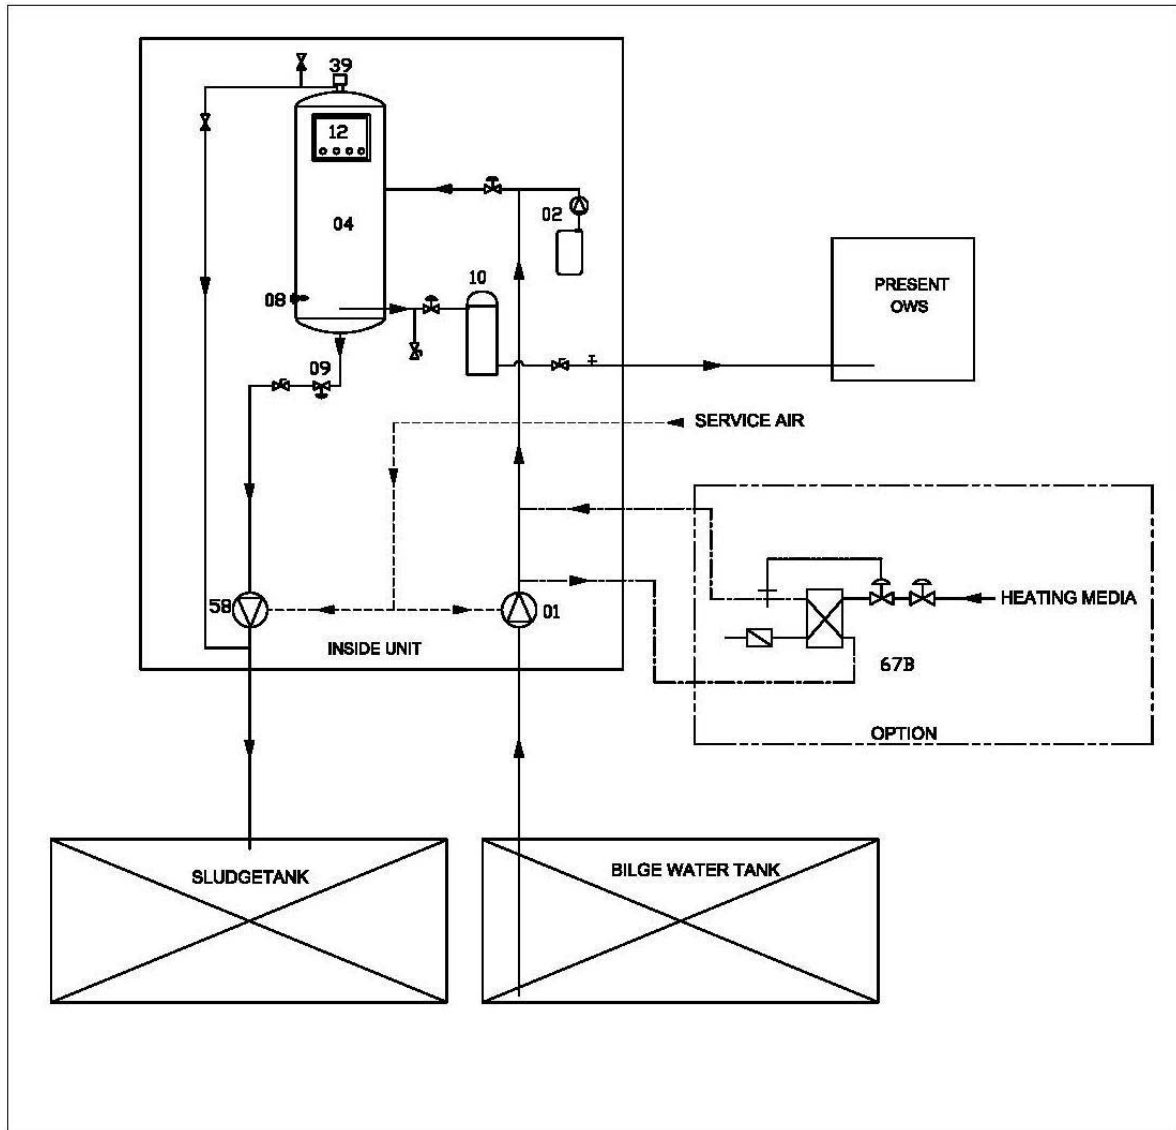 39
12
04
02
10
08
09
PRESENT
OWS
SERVICE AIR
58
01
INSIDE UNIT
HEATING MEDIA
67B
OPTION
SLUDGETANK
BILGE WATER TANK